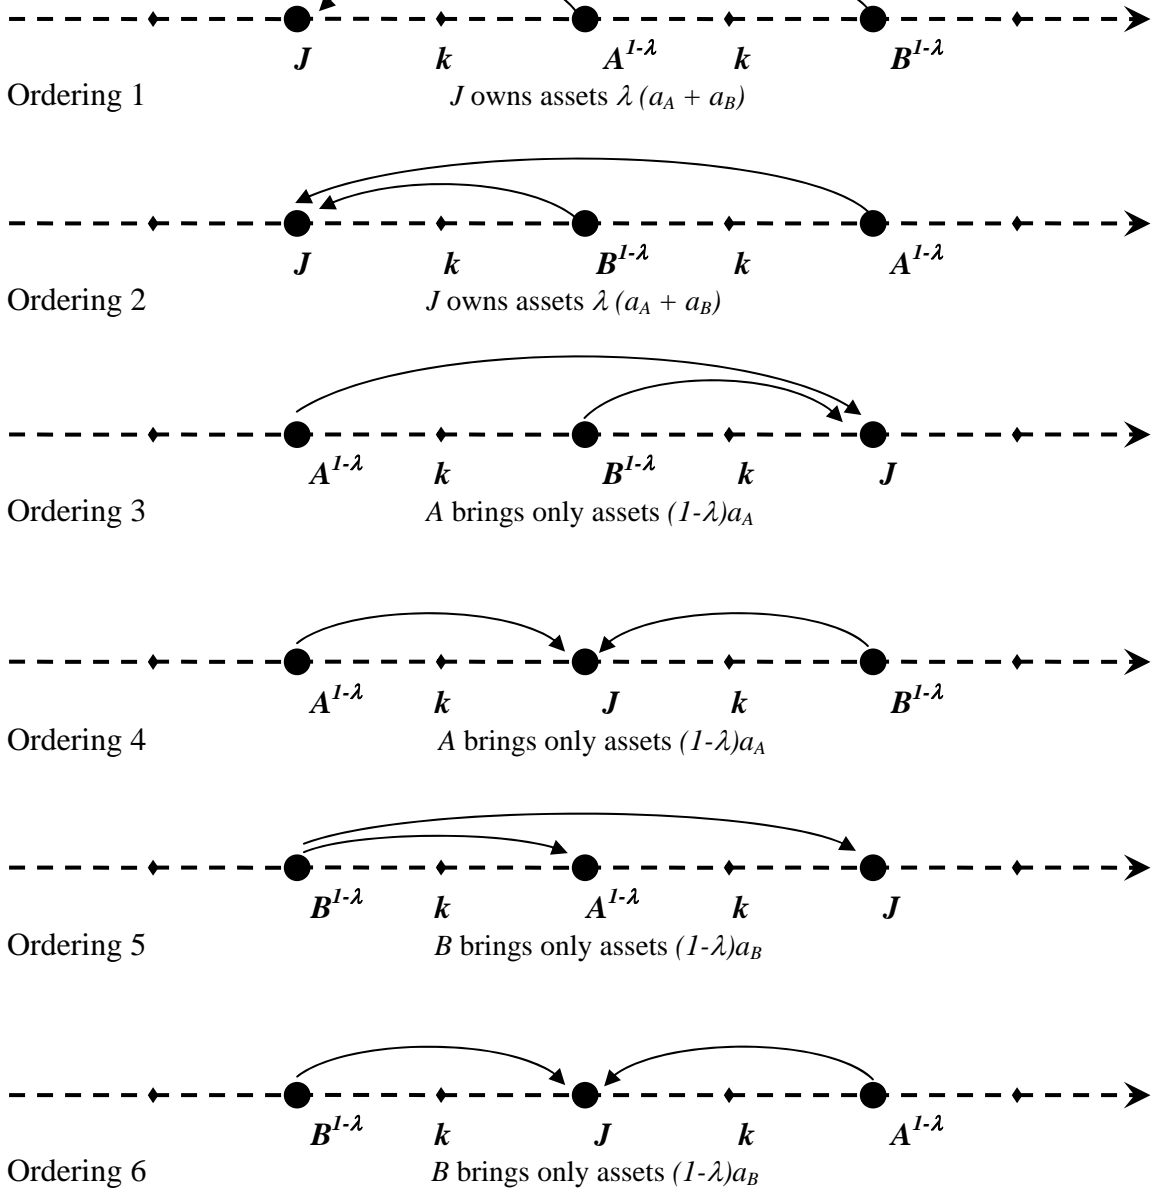 J k A^{1-λ} k B^{1-λ}
Ordering 1 J owns assets λ (a_A + a_B)
J k B^{1-λ} k A^{1-λ}
Ordering 2 J owns assets λ (a_A + a_B)
A^{1-λ} k B^{1-λ} k J
Ordering 3 A brings only assets (1-λ)a_A
A^{1-λ} k J k B^{1-λ}
Ordering 4 A brings only assets (1-λ)a_A
B^{1-λ} k A^{1-λ} k J
Ordering 5 B brings only assets (1-λ)a_B
B^{1-λ} k J k A^{1-λ}
Ordering 6 B brings only assets (1-λ)a_B